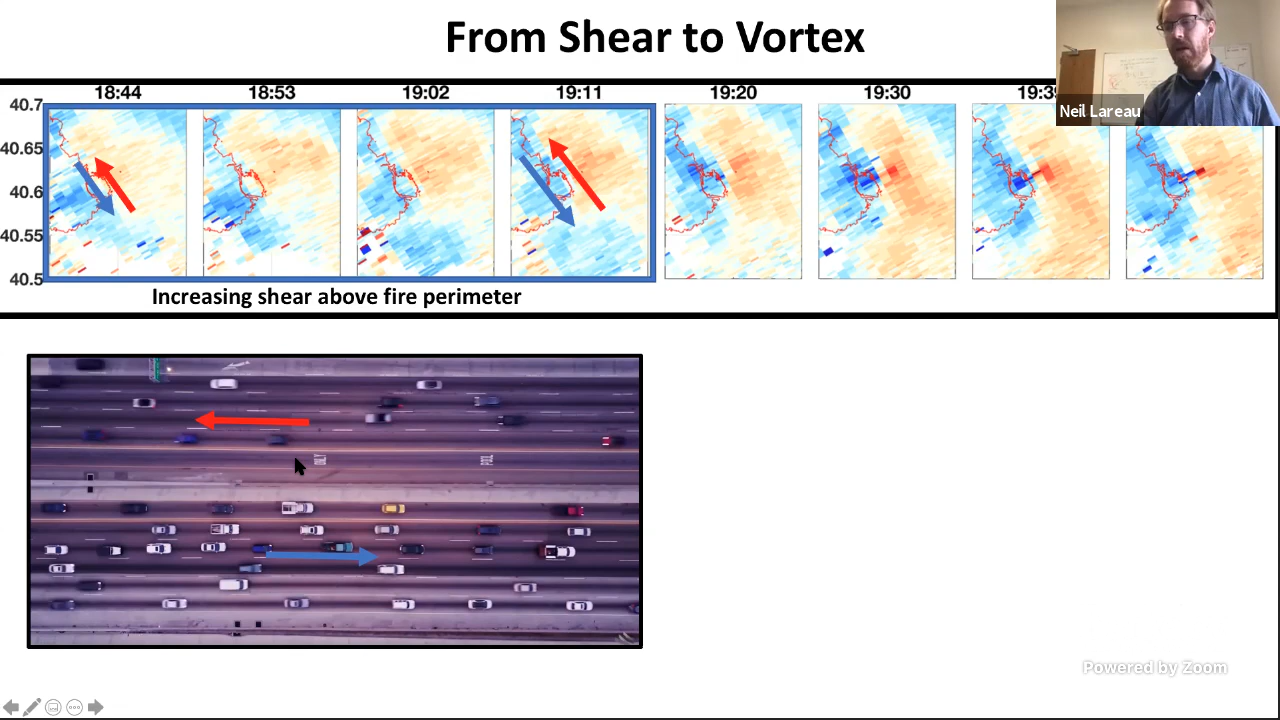 From Shear to Vortex
18:44 18:53 19:02 19:11 19:20 19:30
40.7
40.65
40.6
40.55
40.5
Neil Lareau
Increasing shear above fire perimeter
ONLY
Powered by Zoom